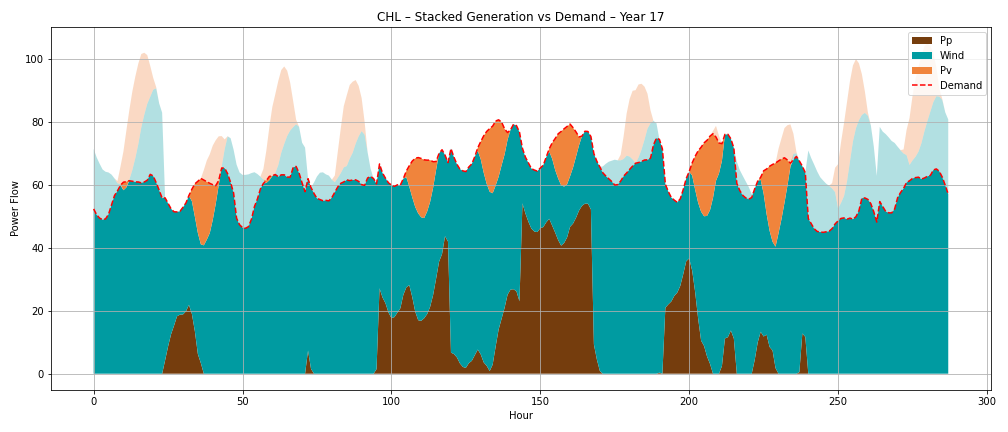 CHL – Stacked Generation vs Demand – Year 17
Pp
Wind
Pv
Demand
Power Flow
100
80
60
40
20
0
0 50 100 150 200 250 300
Hour